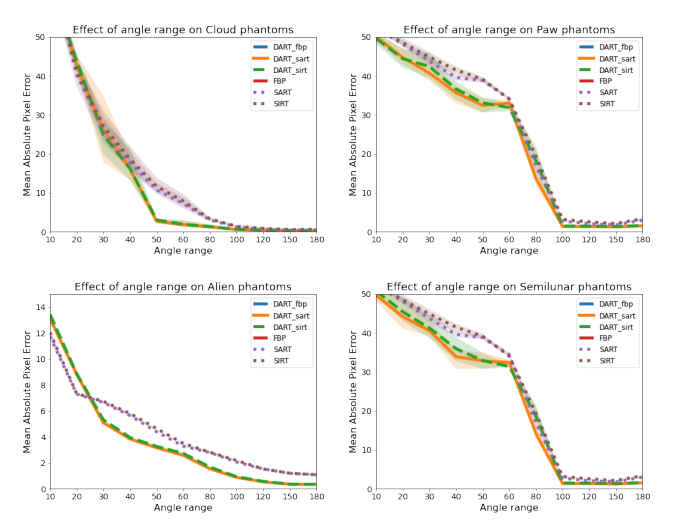 Effect of angle range on Cloud phantoms
Mean Absolute Pixel Error
50
40
30
20
10
0
DART_fbp
DART_sart
DART_sirt
FBP
SART
SIRT
10 20 30 40 50 60 80 100 120 150 180
Angle range
Effect of angle range on Paw phantoms
Mean Absolute Pixel Error
50
40
30
20
10
0
DART_fbp
DART_sart
DART_sirt
FBP
SART
SIRT
10 20 30 40 50 60 80 100 120 150 180
Angle range
Effect of angle range on Alien phantoms
Mean Absolute Pixel Error
14
12
10
8
6
4
2
0
DART_fbp
DART_sart
DART_sirt
FBP
SART
SIRT
10 20 30 40 50 60 80 100 120 150 180
Angle range
Effect of angle range on Semilunar phantoms
Mean Absolute Pixel Error
50
40
30
20
10
0
DART_fbp
DART_sart
DART_sirt
FBP
SART
SIRT
10 20 30 40 50 60 80 100 120 150 180
Angle range